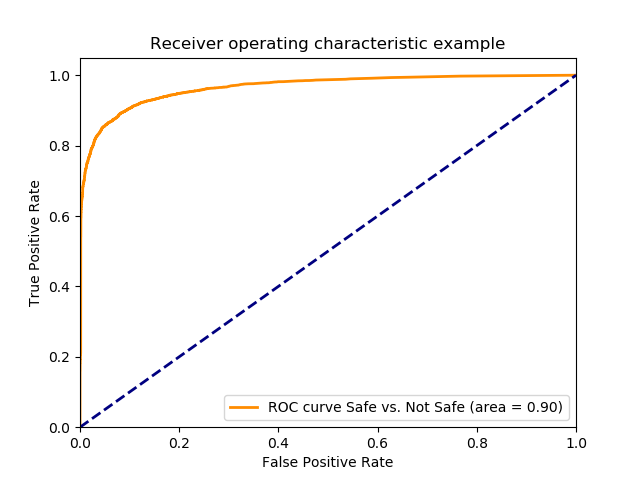 Receiver operating characteristic example
True Positive Rate
1.0
0.8
0.6
0.4
0.2
0.0
ROC curve Safe vs. Not Safe (area = 0.90)
0.0 0.2 0.4 0.6 0.8 1.0
False Positive Rate